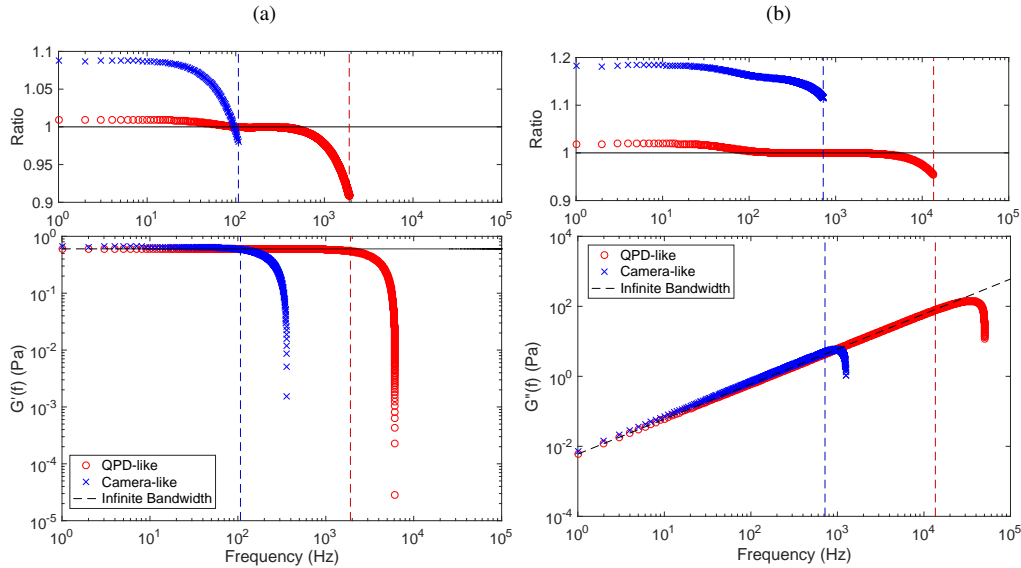 (a)
(b)
1.1
1.05
1
0.95
0.9
Ratio
10^0 10^1 10^2 10^3 10^4 10^5
1.2
1.1
1
0.9
Ratio
10^0 10^1 10^2 10^3 10^4 10^5
10^0
10^-1
10^-2
10^-3
10^-4
10^-5
G'(f) (Pa)
QPD-like
Camera-like
Infinite Bandwidth
10^0 10^1 10^2 10^3 10^4 10^5
Frequency (Hz)
10^4
10^2
10^0
10^-2
10^-4
G''(f) (Pa)
QPD-like
Camera-like
Infinite Bandwidth
10^0 10^1 10^2 10^3 10^4 10^5
Frequency (Hz)